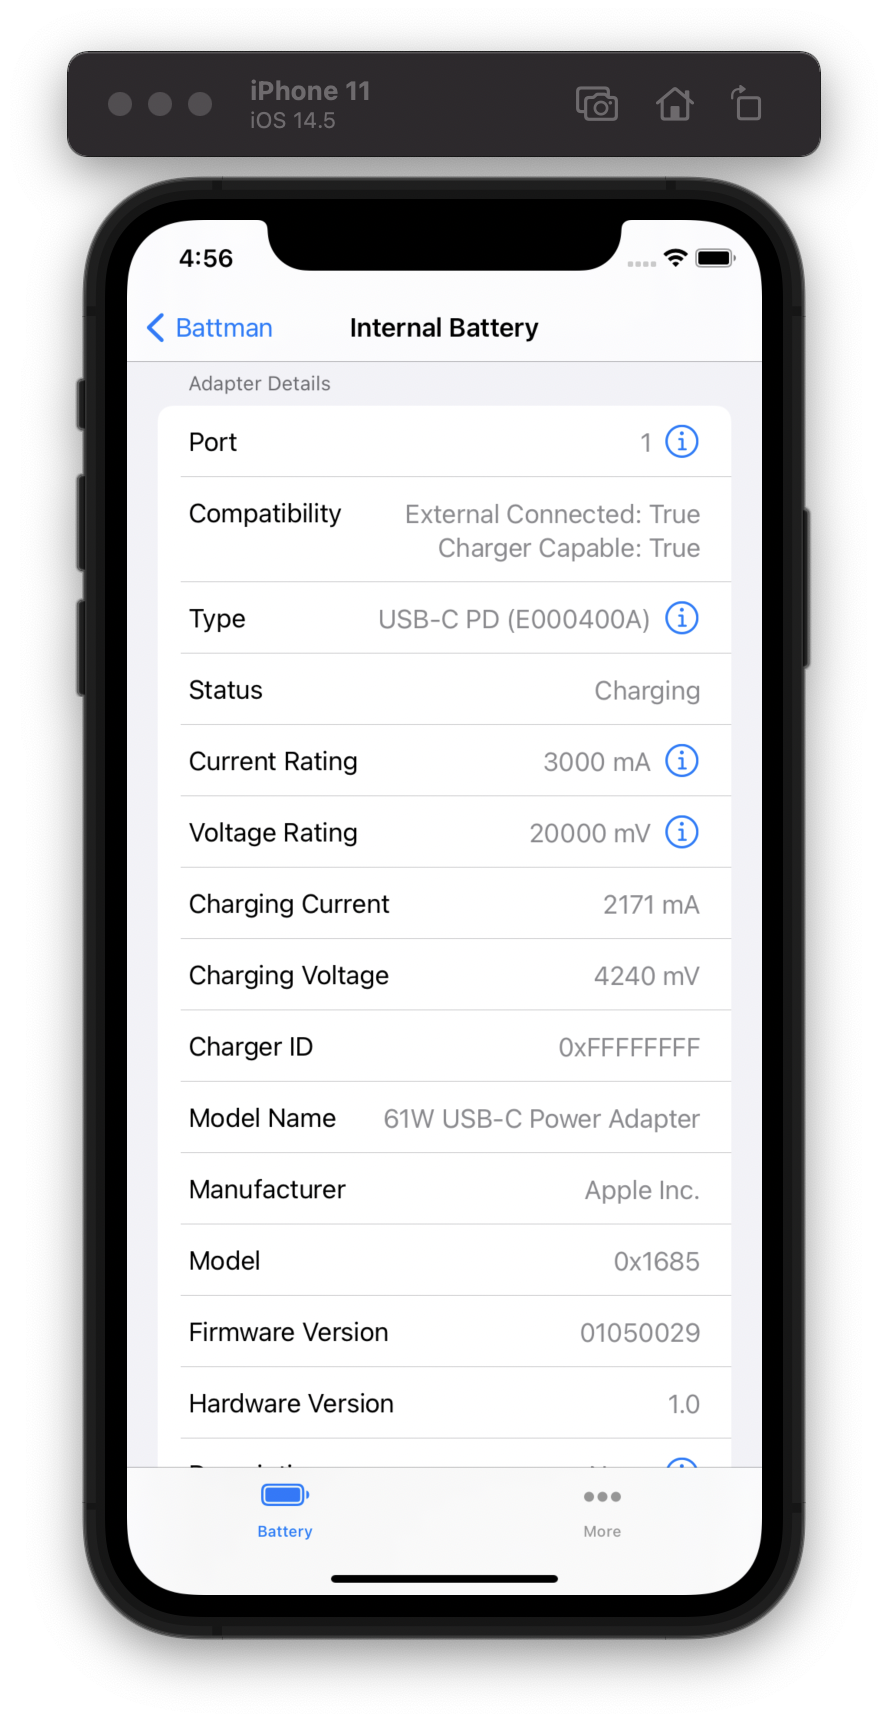 iPhone 11
iOS 14.5
4:56
Battman
Internal Battery
Adapter Details
Port 1
Compatibility External Connected: True
Charger Capable: True
Type USB-C PD (E000400A)
Status Charging
Current Rating 3000 mA
Voltage Rating 20000 mV
Charging Current 2171 mA
Charging Voltage 4240 mV
Charger ID 0xFFFFFFFF
Model Name 61W USB-C Power Adapter
Manufacturer Apple Inc.
Model 0x1685
Firmware Version 01050029
Hardware Version 1.0
Battery
More